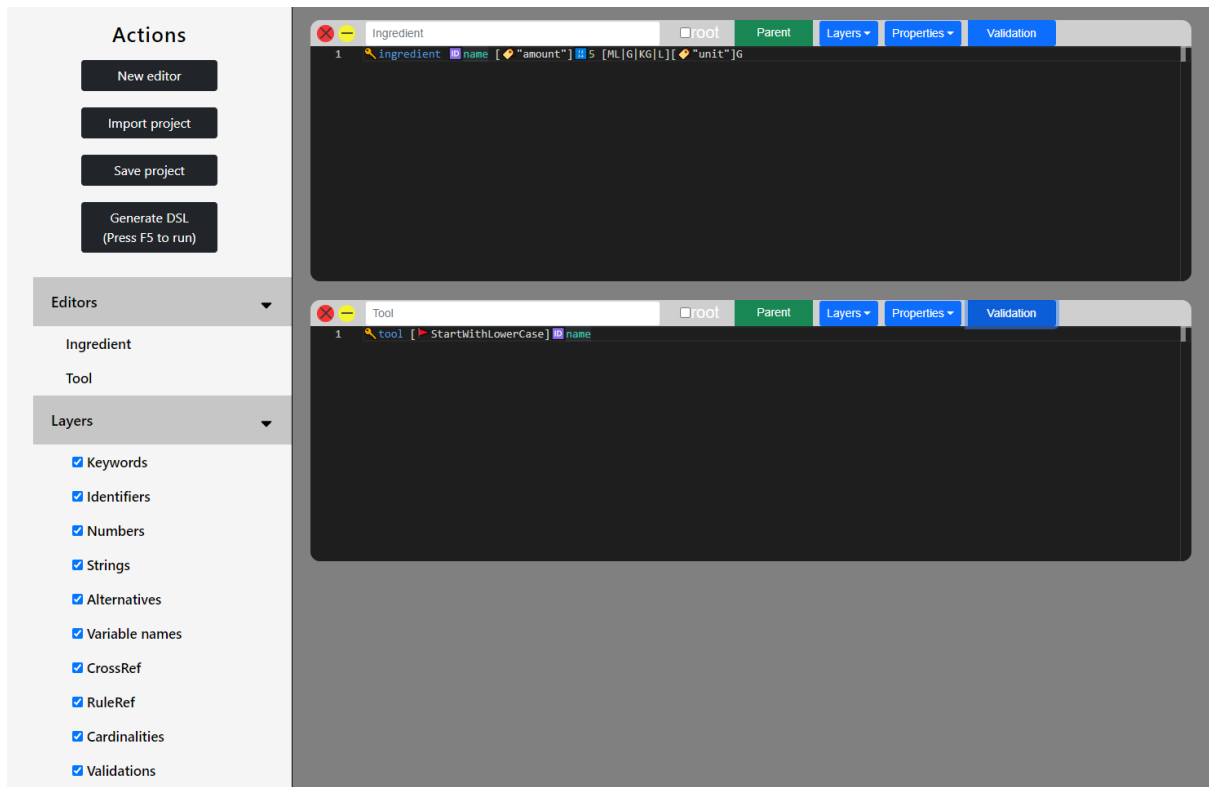 Actions
New editor
Import project
Save project
Generate DSL
(Press F5 to run)
Editors
Ingredient
Tool
Layers
Keywords
Identifiers
Numbers
Strings
Alternatives
Variable names
CrossRef
RuleRef
Cardinalities
Validations
Ingredient root Parent Layers Properties Validation
1 ingredient ID name ["amount"] 5 [ML|G|KG|L]["unit"]G
Tool root Parent Layers Properties Validation
1 tool [StartWithLowerCase] ID name